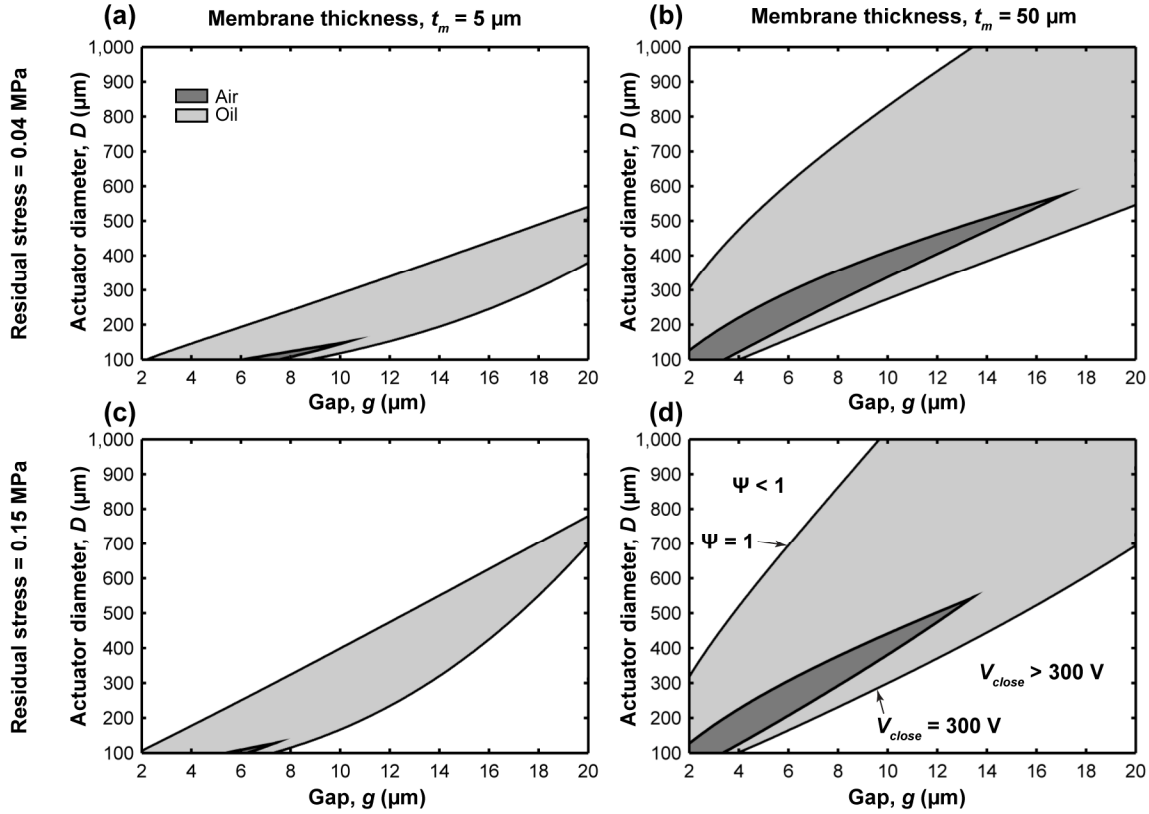 (a)
Membrane thickness, tₘ = 5 µm
(b)
Membrane thickness, tₘ = 50 µm
Residual stress = 0.04 MPa
Actuator diameter, D (µm)
1,000
900
800
700
600
500
400
300
200
100
Air
Oil
2 4 6 8 10 12 14 16 18 20
Gap, g (µm)
Actuator diameter, D (µm)
1,000
900
800
700
600
500
400
300
200
100
2 4 6 8 10 12 14 16 18 20
Gap, g (µm)
(c)
(d)
Residual stress = 0.15 MPa
Actuator diameter, D (µm)
1,000
900
800
700
600
500
400
300
200
100
2 4 6 8 10 12 14 16 18 20
Gap, g (µm)
Actuator diameter, D (µm)
1,000
900
800
700
600
500
400
300
200
100
Ψ < 1
Ψ = 1
V_close > 300 V
V_close = 300 V
2 4 6 8 10 12 14 16 18 20
Gap, g (µm)